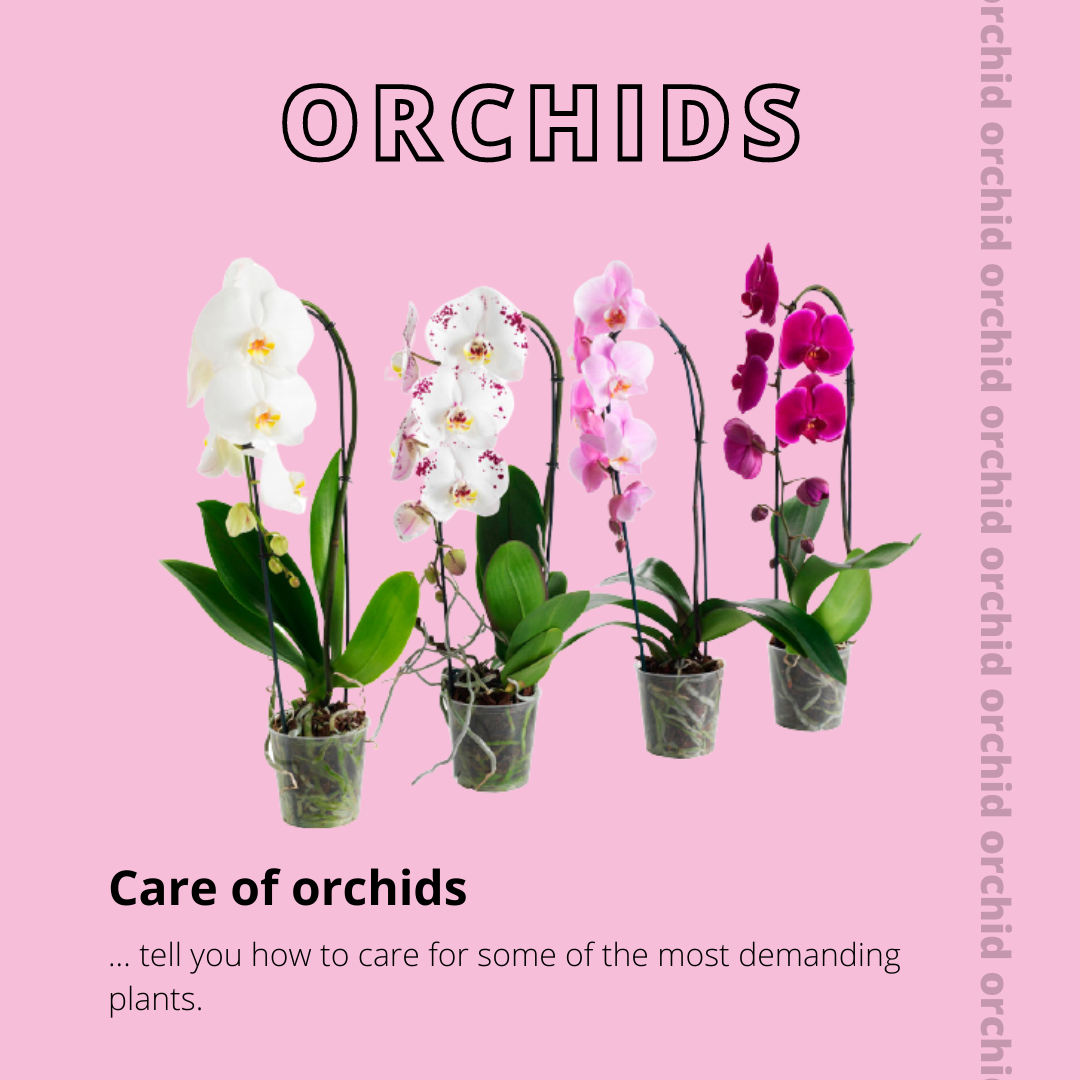 ORCHIDS
Care of orchids
... tell you how to care for some of the most demanding
plants.
orchid orchid orchid orchid orchid orchid orchid orchi